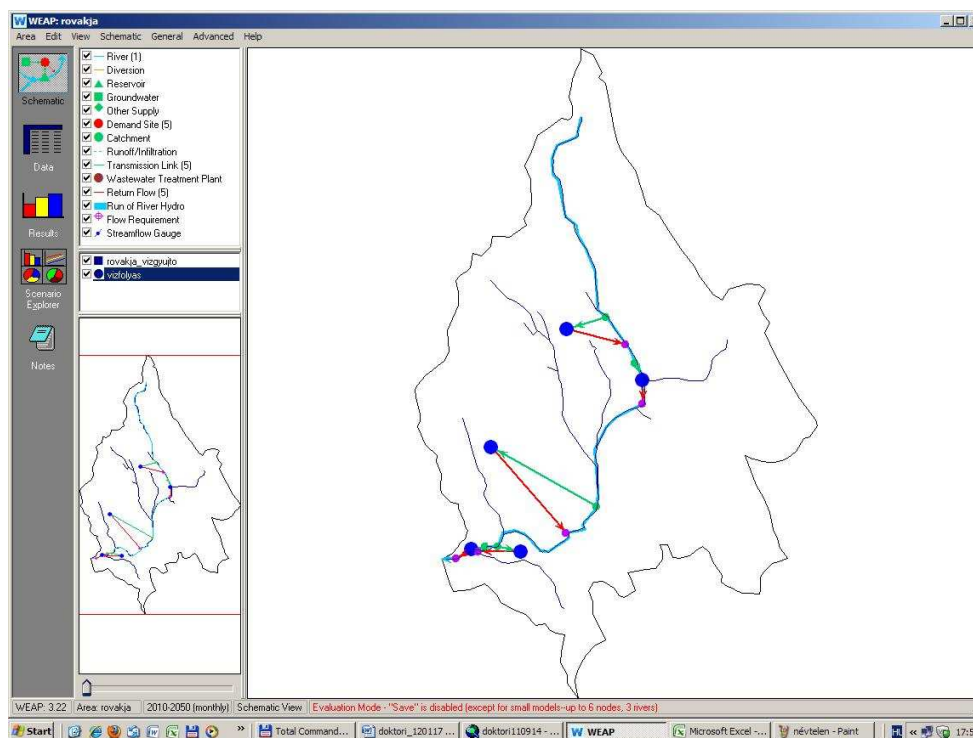 WEAP: rovakja
Area Edit View Schematic General Advanced Help
Schematic
Data
Results
Scenario
Explorer
Notes
River (1)
Diversion
Reservoir
Groundwater
Other Supply
Demand Site (5)
Catchment
Runoff/Infiltration
Transmission Link (5)
Wastewater Treatment Plant
Return Flow (5)
Run of River Hydro
Flow Requirement
Streamflow Gauge
rovakja_vizgyujto
vizfolyas
WEAP: 3.22 Area: rovakja 2010-2050 (monthly) Schematic View Evaluation Mode - "Save" is disabled (except for small models--up to 6 nodes, 3 rivers)
Start » Total Command... doktori_120117 ... doktori110914 - ... WEAP Microsoft Excel -... névtelen - Paint HU «